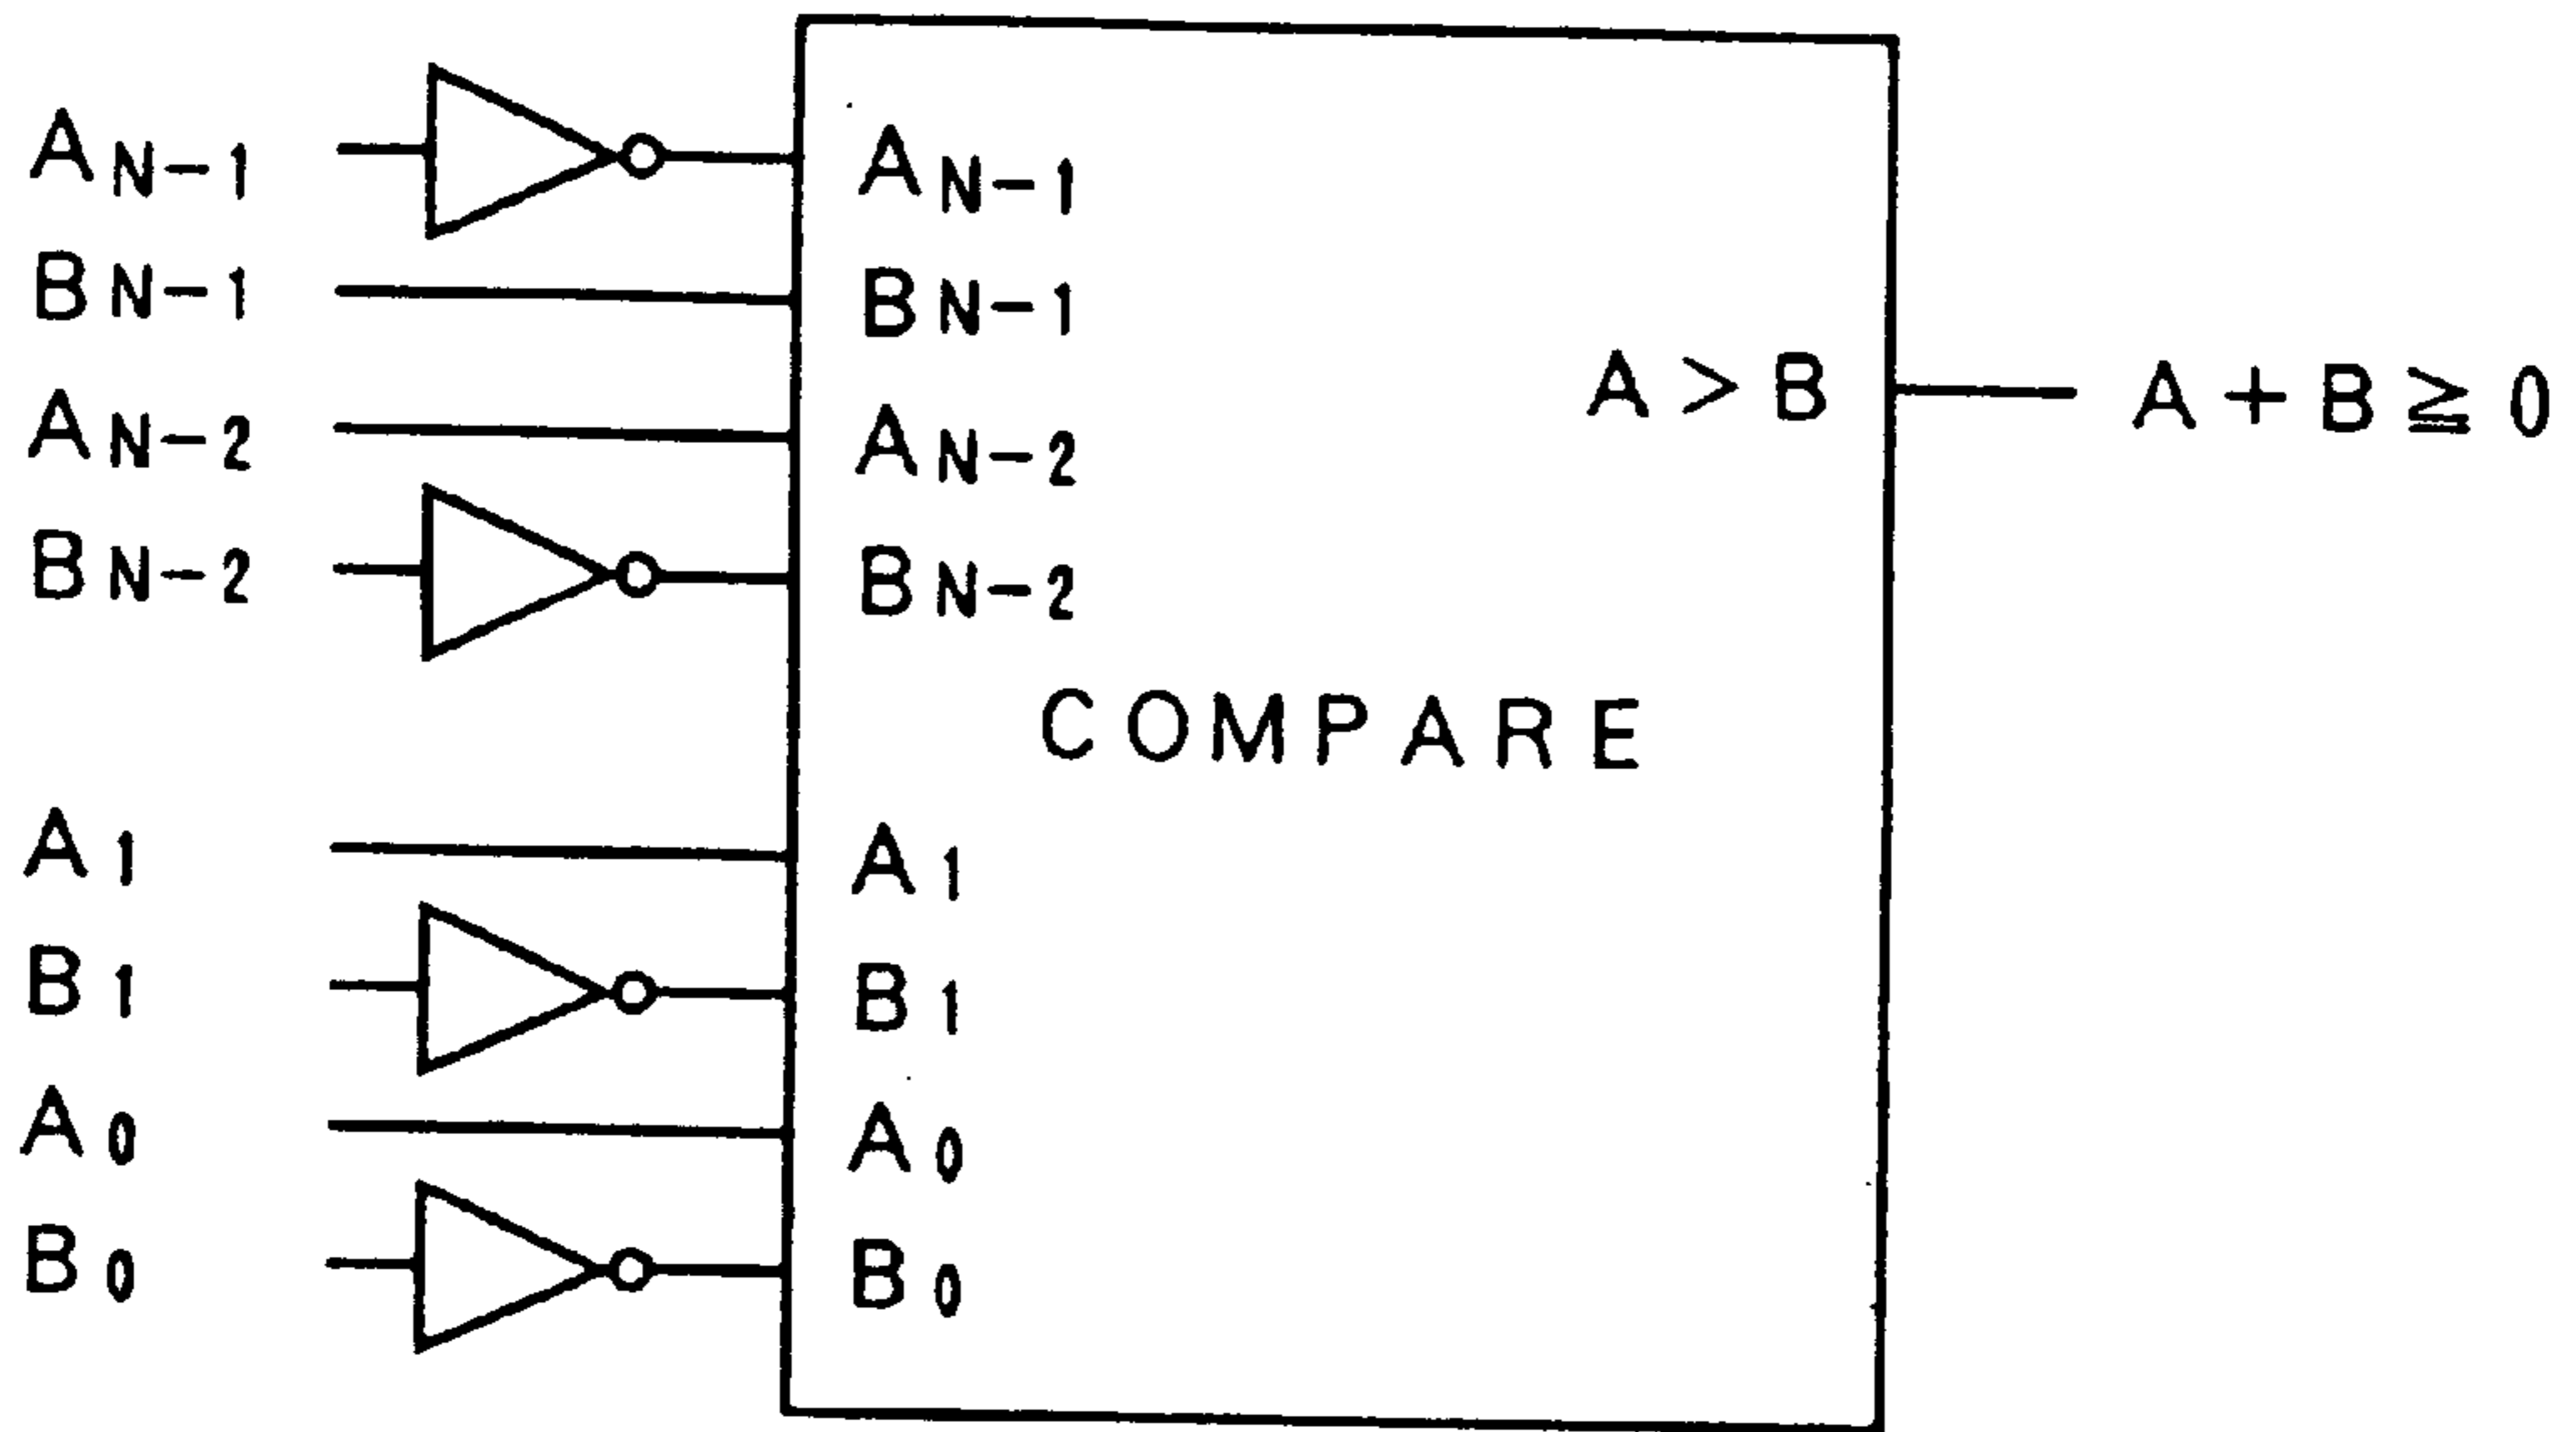 A N-1 A N-1
B N-1 B N-1
A > B A + B ≧ 0
A N-2 A N-2
B N-2 B N-2
COMPARE
A 1 A 1
B 1 B 1
A 0 A 0
B 0 B 0